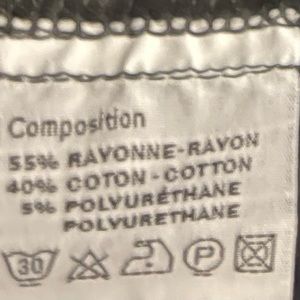 Composition
55% RAYONNE-RAYON
40% COTON-COTTON
5% POLYURÉTHANE
POLYURETHANE
30 P